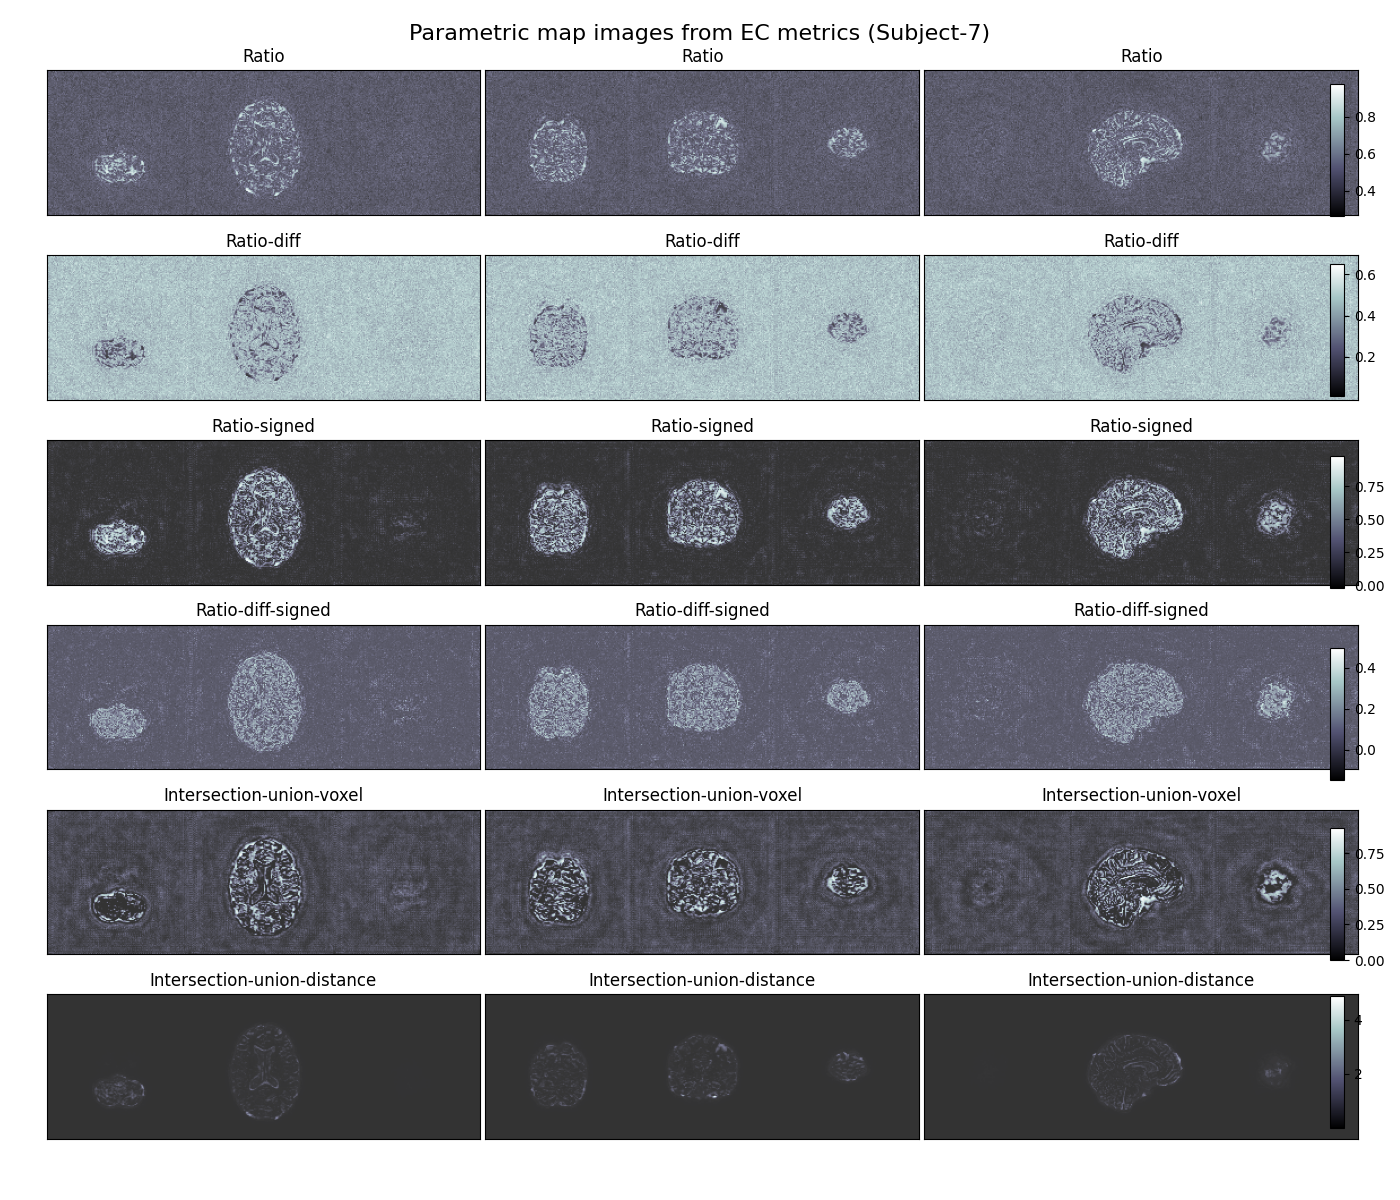 Parametric map images from EC metrics (Subject-7)
Ratio Ratio Ratio
0.8
0.6
0.4
Ratio-diff Ratio-diff Ratio-diff
0.6
0.4
0.2
Ratio-signed Ratio-signed Ratio-signed
0.75
0.50
0.25
0.00
Ratio-diff-signed Ratio-diff-signed Ratio-diff-signed
0.4
0.2
0.0
Intersection-union-voxel Intersection-union-voxel Intersection-union-voxel
0.75
0.50
0.25
0.00
Intersection-union-distance Intersection-union-distance Intersection-union-distance
4
2